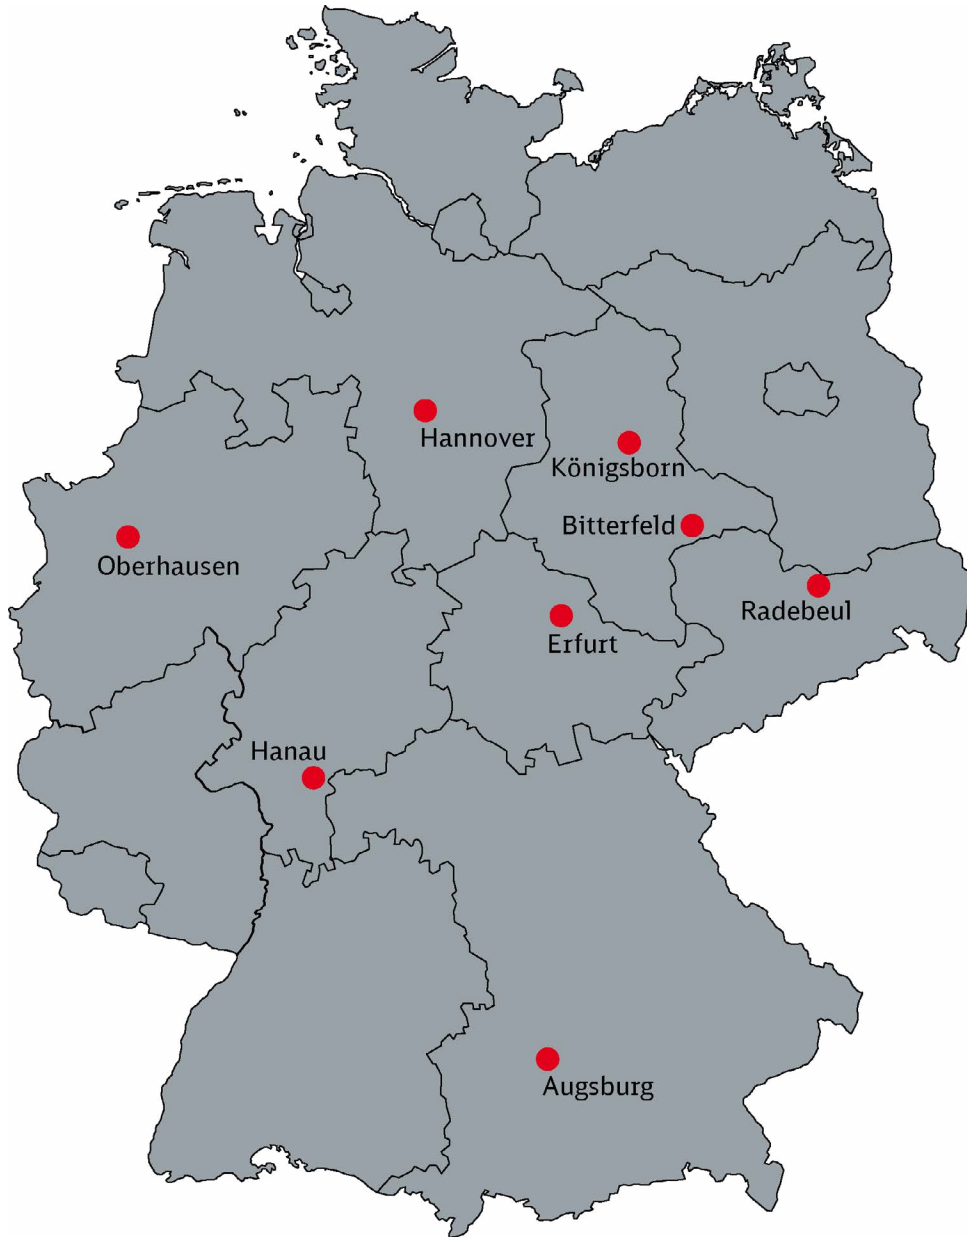 Hannover
Königsborn
Bitterfeld
Oberhausen
Radebeul
Erfurt
Hanau
Augsburg